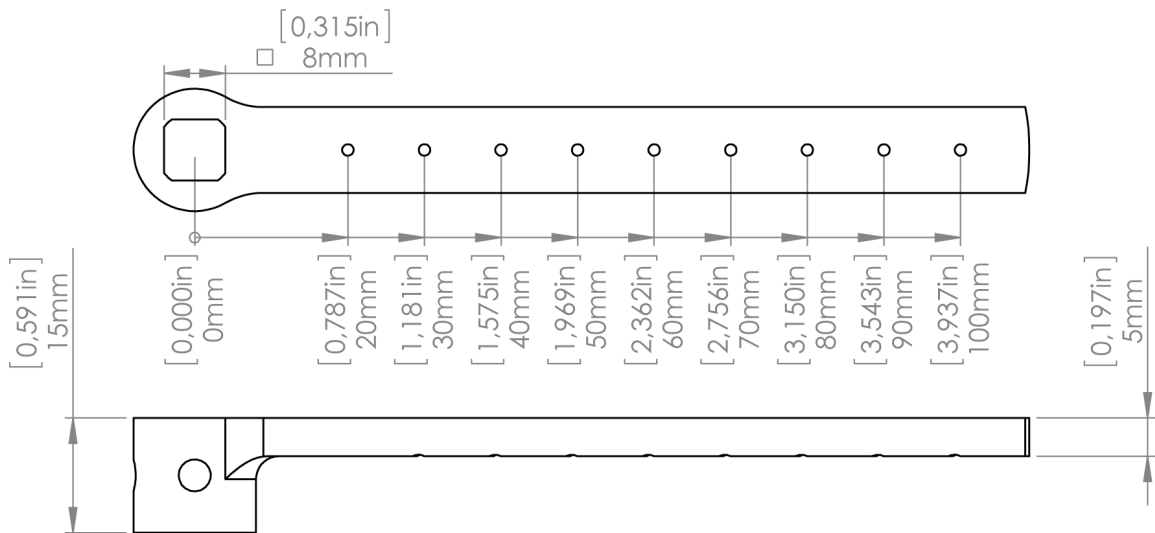 [0,315in]
□ 8mm
[0,591in]
15mm
[0,000in]
0mm
[0,787in]
20mm
[1,181in]
30mm
[1,575in]
40mm
[1,969in]
50mm
[2,362in]
60mm
[2,756in]
70mm
[3,150in]
80mm
[3,543in]
90mm
[3,937in]
100mm
[0,197in]
5mm